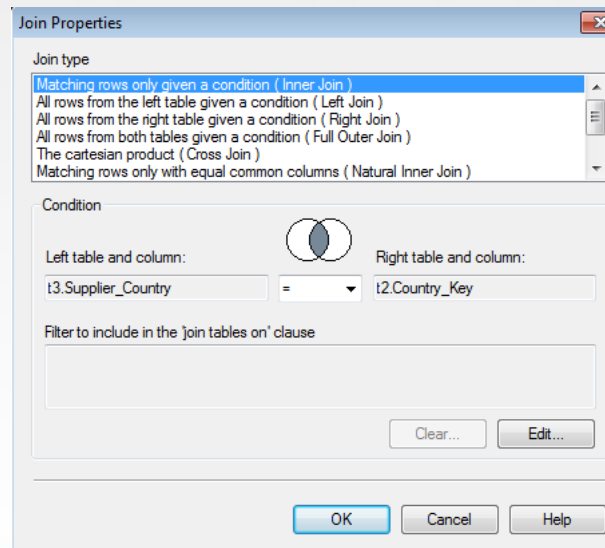 Join Properties
Join type
Matching rows only given a condition ( Inner Join )
All rows from the left table given a condition ( Left Join )
All rows from the right table given a condition ( Right Join )
All rows from both tables given a condition ( Full Outer Join )
The cartesian product ( Cross Join )
Matching rows only with equal common columns ( Natural Inner Join )
Condition
Left table and column: Right table and column:
t3.Supplier_Country = t2.Country_Key
Filter to include in the 'join tables on' clause
Clear... Edit...
OK Cancel Help